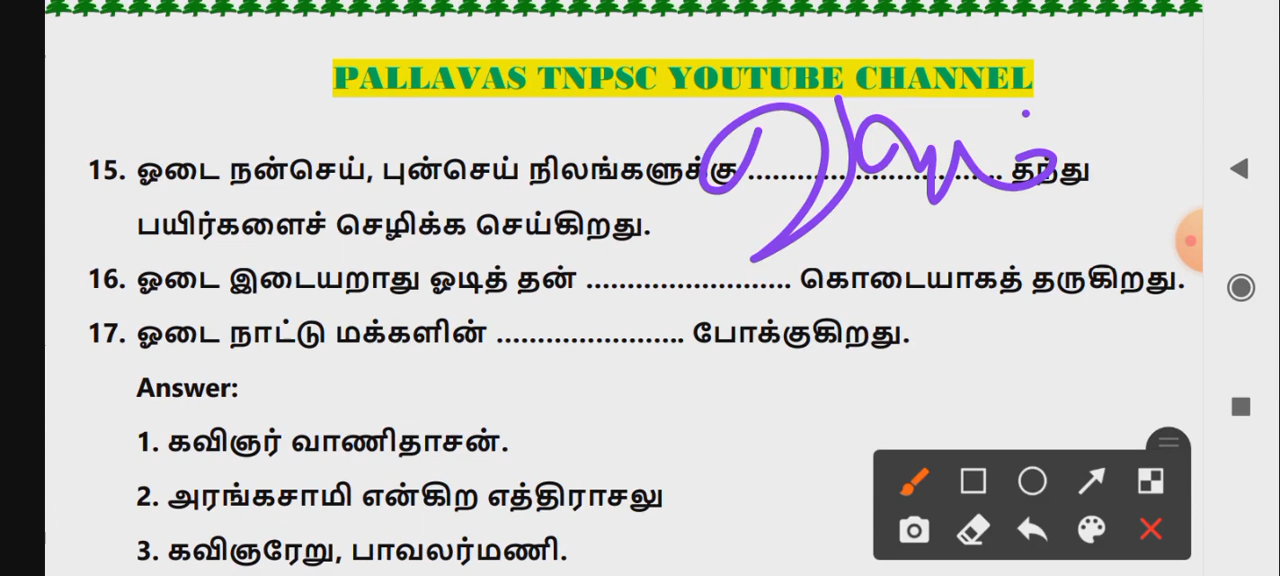 PALLAVAS TNPSC YOUTUBE CHANNEL
15. ஓடை நன்செய், புன்செய் நிலங்களுக்கு ................................ தந்து
பயிர்களைச் செழிக்க செய்கிறது.
16. ஓடை இடையறாது ஓடித் தன் ......................... கொடையாகத் தருகிறது.
17. ஓடை நாட்டு மக்களின் ....................... போக்குகிறது.
Answer:
1. கவிஞர் வாணிதாசன்.
2. அரங்கசாமி என்கிற எத்திராசலு
3. கவிஞரேறு, பாவலர்மணி.